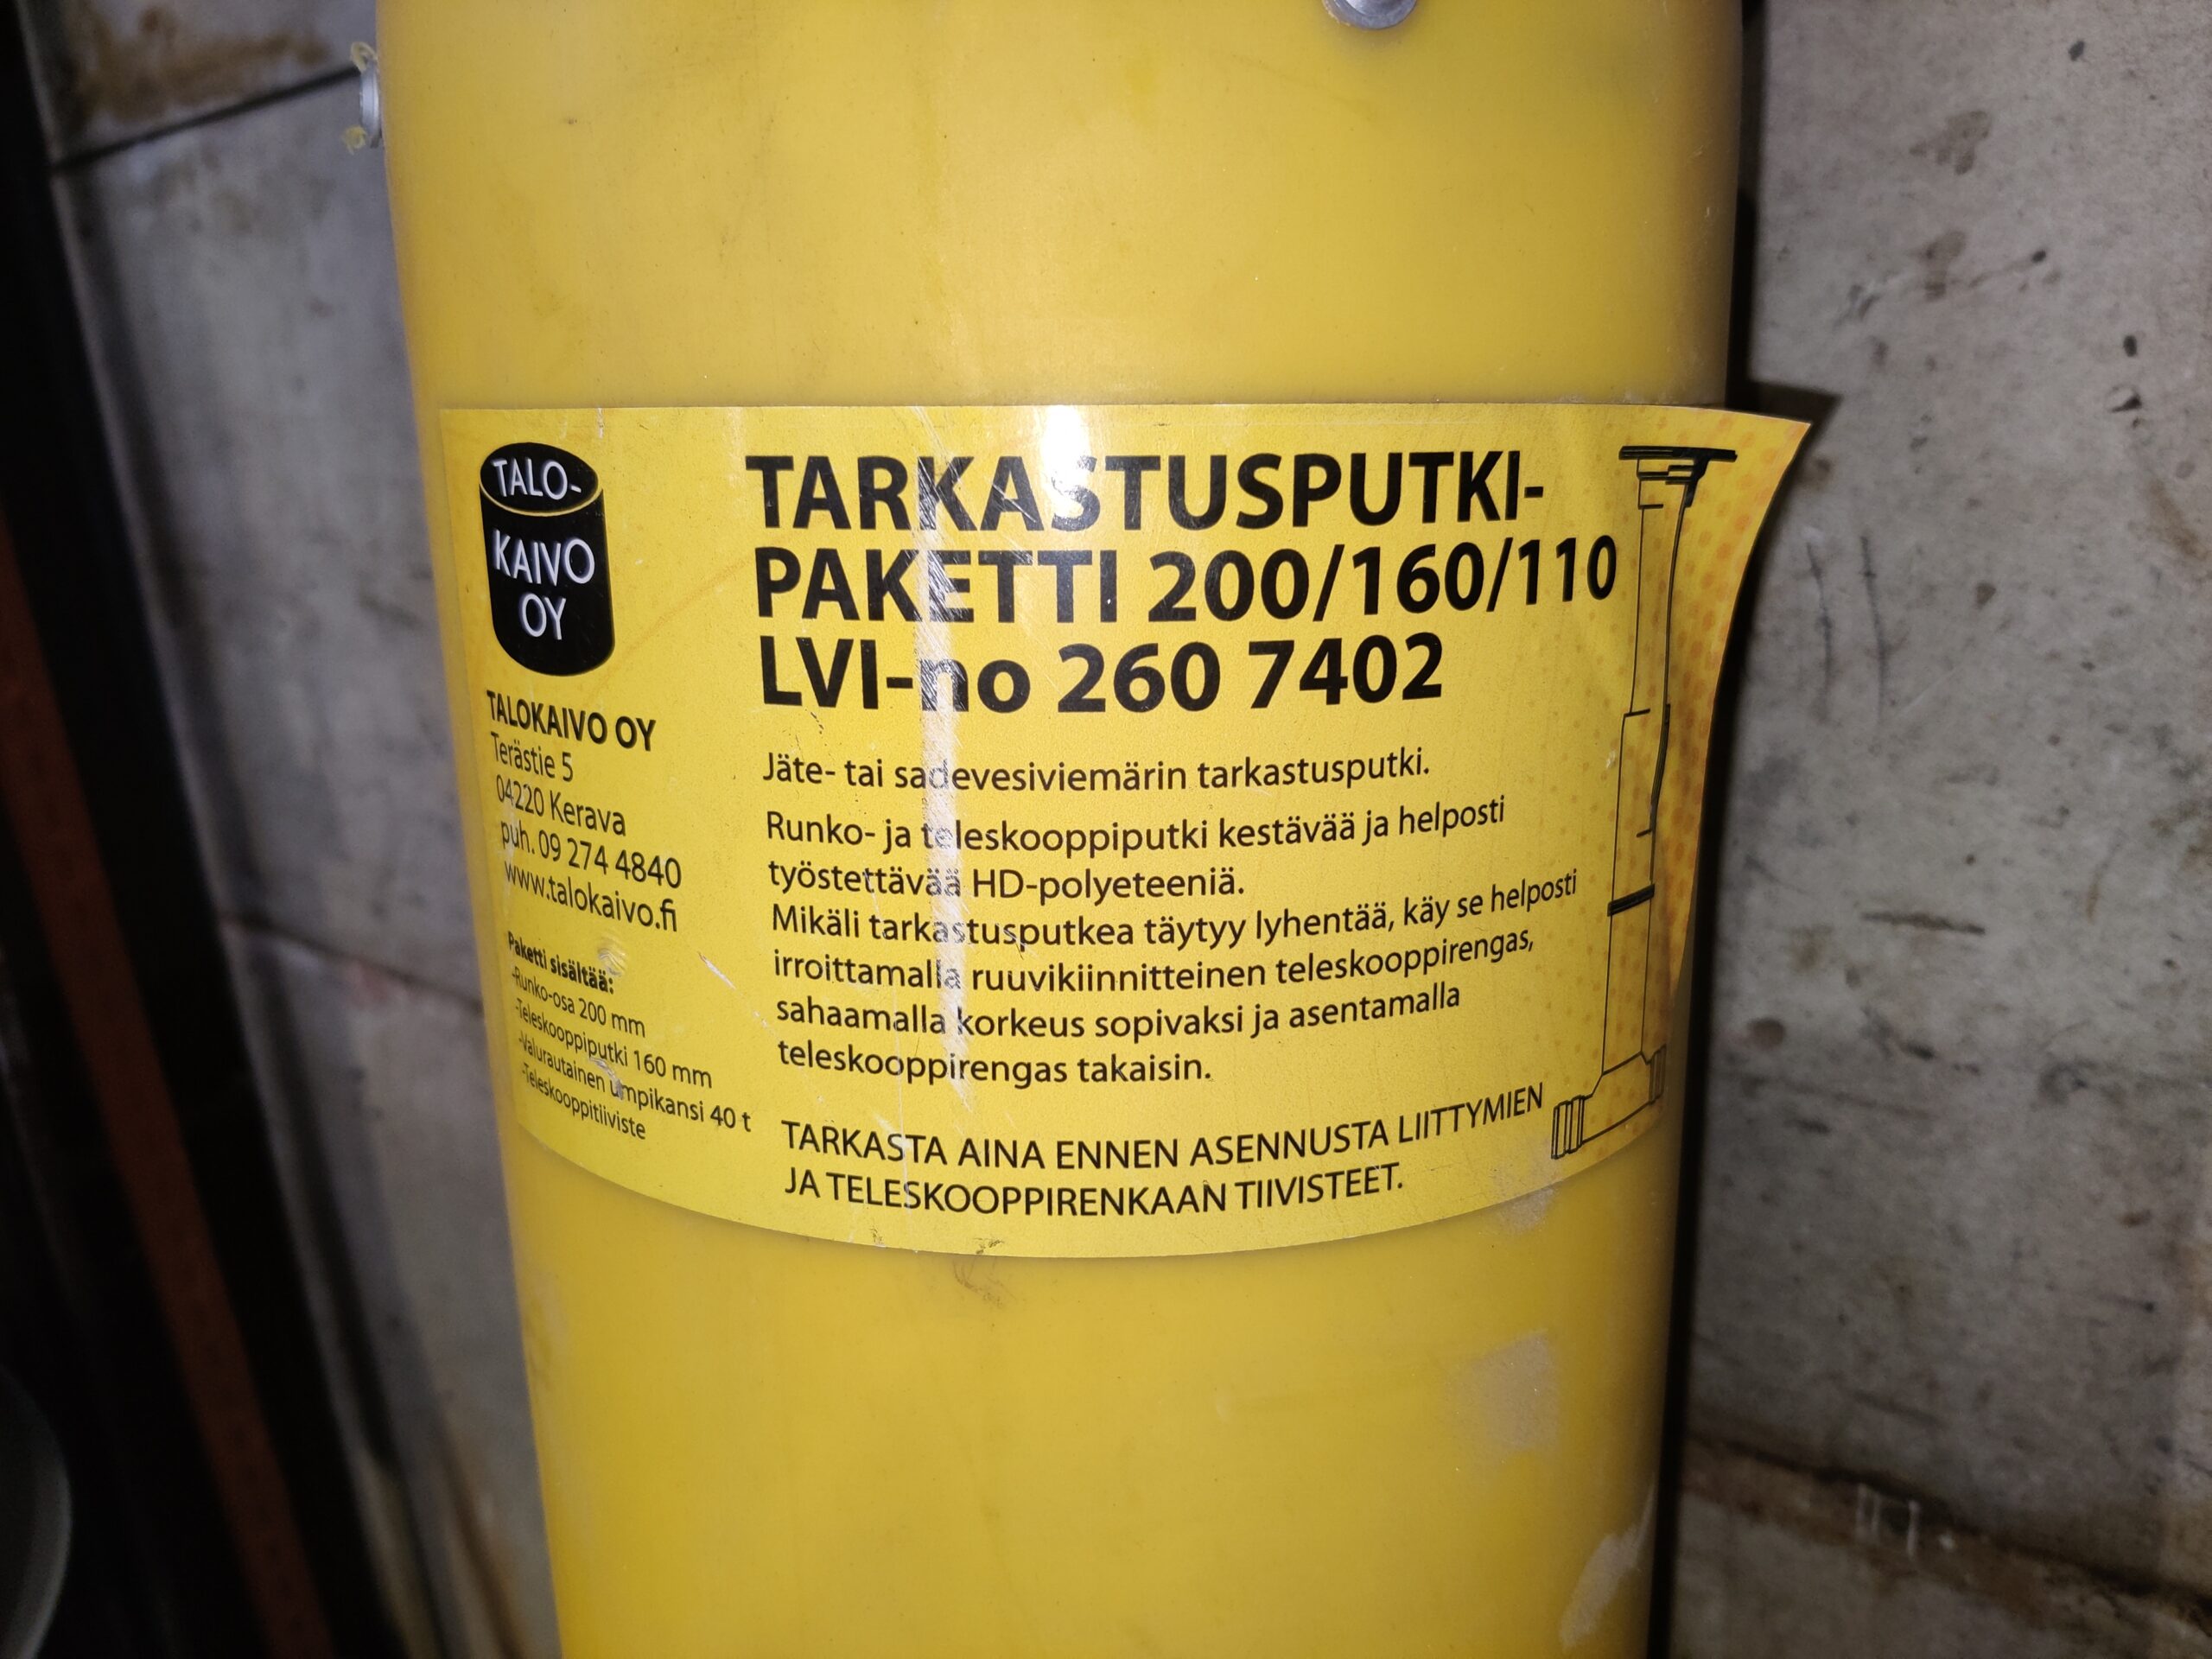 TALO-
KAIVO
OY
TALOKAIVO OY
Terästie 5
04220 Kerava
puh. 09 274 4840
www.talokaivo.fi
Paketti sisältää:
-Runko-osa 200 mm
-Teleskooppiputki 160 mm
-Valurautainen umpikansi 40 t
-Teleskooppitiiviste
TARKASTUSPUTKI-
PAKETTI 200/160/110
LVI-no 260 7402
Jäte- tai sadevesiviemärin tarkastusputki.
Runko- ja teleskooppiputki kestävää ja helposti
työstettävää HD-polyeteeniä.
Mikäli tarkastusputkea täytyy lyhentää, käy se helposti
irroittamalla ruuvikiinnitteinen teleskooppirengas,
sahaamalla korkeus sopivaksi ja asentamalla
teleskooppirengas takaisin.
TARKASTA AINA ENNEN ASENNUSTA LIITTYMIEN
JA TELESKOOPPIRENKAAN TIIVISTEET.